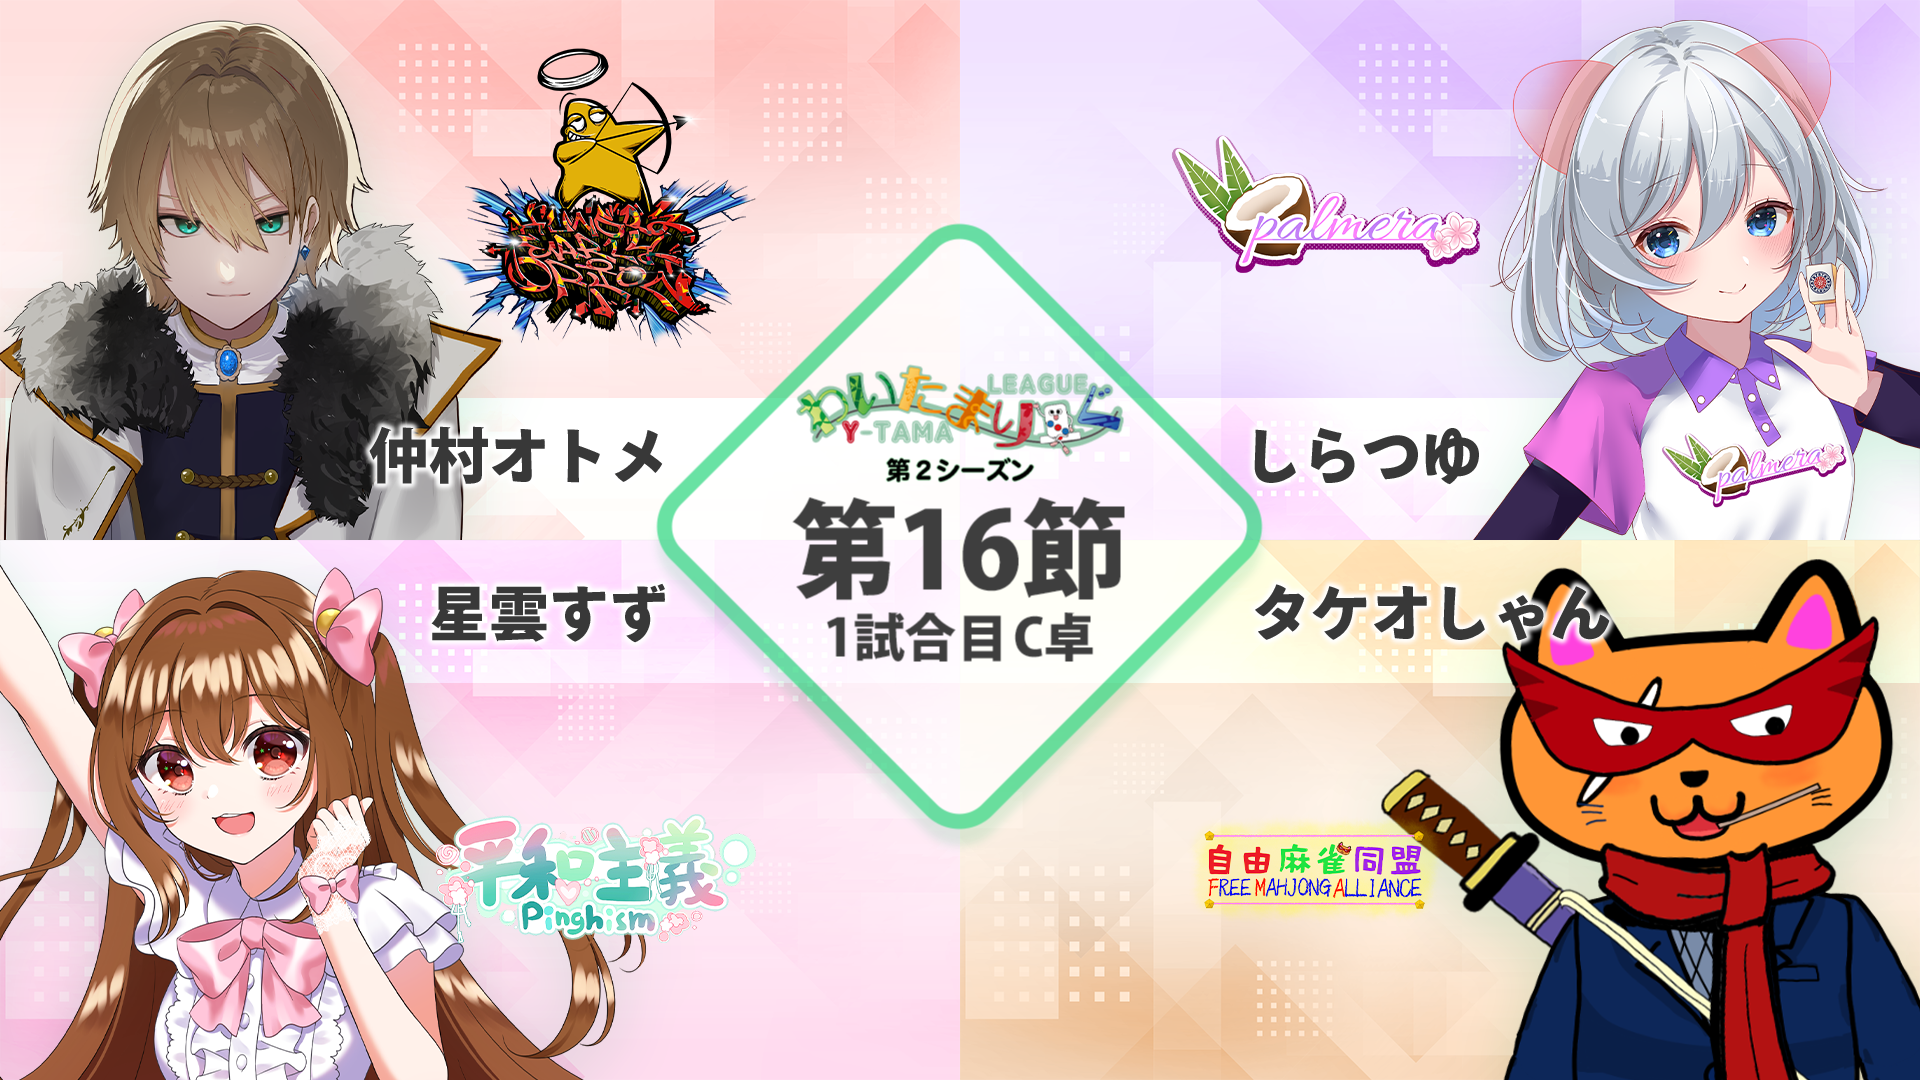 palmera
わいたまりーぐ
LEAGUE
Y-TAMA
第2シーズン
第16節
1試合目C卓
仲村オトメ
しらつゆ
palmera
星雲すず
タケオしゃん
平和主義
Pinghism
自由麻雀同盟
FREE MAHJONG ALLIANCE